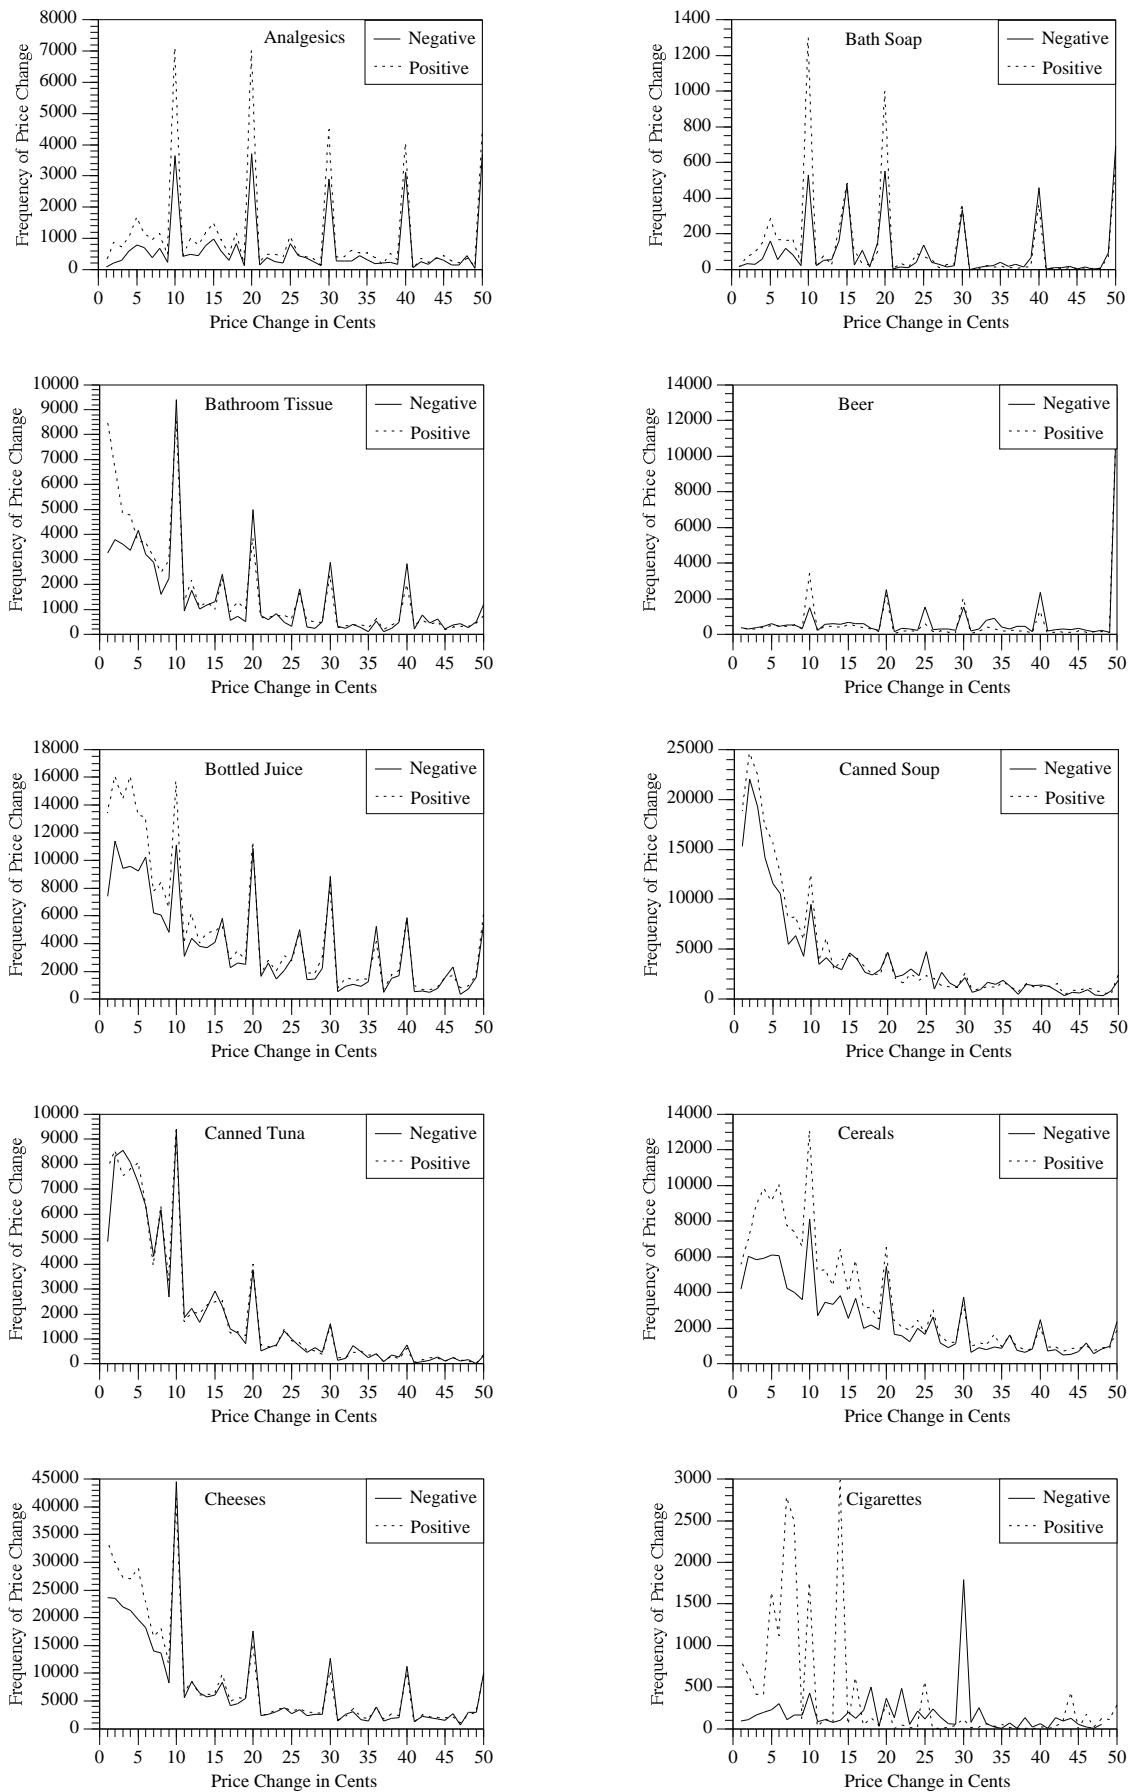 Analgesics
Negative
Positive
8000
7000
6000
5000
4000
3000
2000
1000
0
Frequency of Price Change
0 5 10 15 20 25 30 35 40 45 50
Price Change in Cents
Bath Soap
Negative
Positive
1400
1200
1000
800
600
400
200
0
Frequency of Price Change
0 5 10 15 20 25 30 35 40 45 50
Price Change in Cents
Bathroom Tissue
Negative
Positive
10000
9000
8000
7000
6000
5000
4000
3000
2000
1000
0
Frequency of Price Change
0 5 10 15 20 25 30 35 40 45 50
Price Change in Cents
Beer
Negative
Positive
14000
12000
10000
8000
6000
4000
2000
0
Frequency of Price Change
0 5 10 15 20 25 30 35 40 45 50
Price Change in Cents
Bottled Juice
Negative
Positive
18000
16000
14000
12000
10000
8000
6000
4000
2000
0
Frequency of Price Change
0 5 10 15 20 25 30 35 40 45 50
Price Change in Cents
Canned Soup
Negative
Positive
25000
20000
15000
10000
5000
0
Frequency of Price Change
0 5 10 15 20 25 30 35 40 45 50
Price Change in Cents
Canned Tuna
Negative
Positive
10000
9000
8000
7000
6000
5000
4000
3000
2000
1000
0
Frequency of Price Change
0 5 10 15 20 25 30 35 40 45 50
Price Change in Cents
Cereals
Negative
Positive
14000
12000
10000
8000
6000
4000
2000
0
Frequency of Price Change
0 5 10 15 20 25 30 35 40 45 50
Price Change in Cents
Cheeses
Negative
Positive
45000
40000
35000
30000
25000
20000
15000
10000
5000
0
Frequency of Price Change
0 5 10 15 20 25 30 35 40 45 50
Price Change in Cents
Cigarettes
Negative
Positive
3000
2500
2000
1500
1000
500
0
Frequency of Price Change
0 5 10 15 20 25 30 35 40 45 50
Price Change in Cents